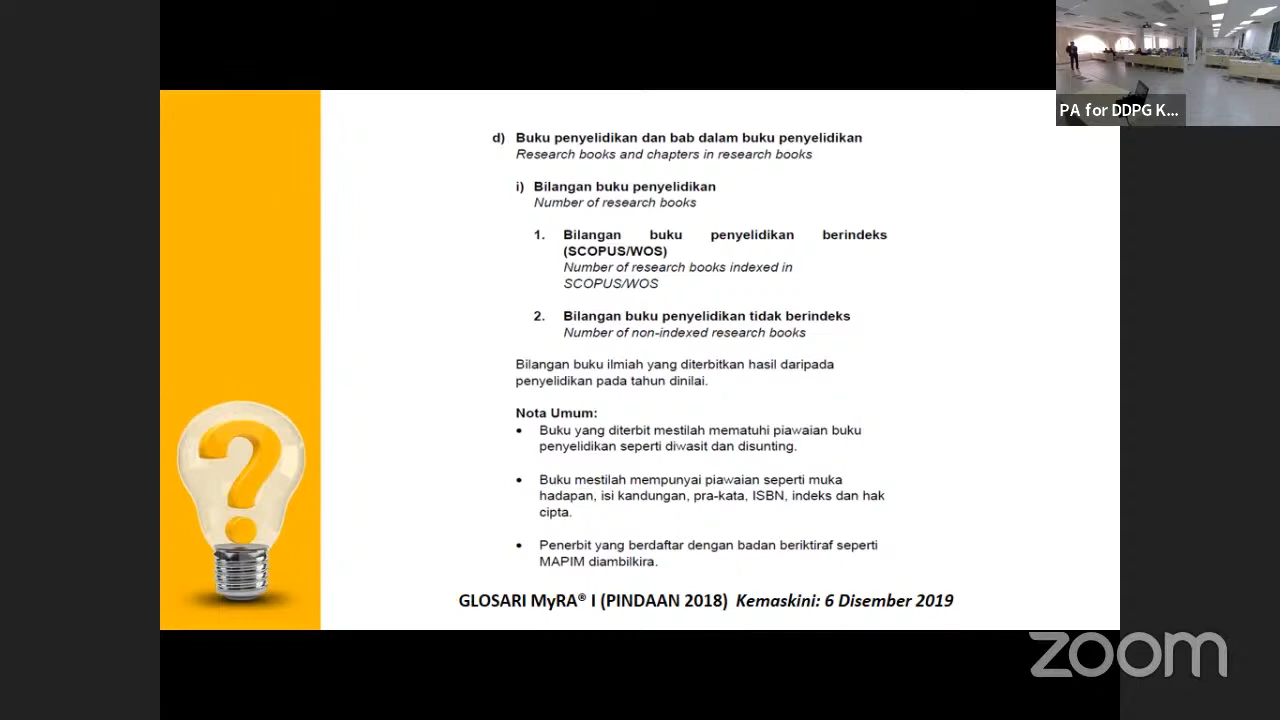 PA for DDPG K...
d) Buku penyelidikan dan bab dalam buku penyelidikan
Research books and chapters in research books
i) Bilangan buku penyelidikan
Number of research books
1. Bilangan buku penyelidikan berindeks
(SCOPUS/WOS)
Number of research books indexed in
SCOPUS/WOS
2. Bilangan buku penyelidikan tidak berindeks
Number of non-indexed research books
Bilangan buku ilmiah yang diterbitkan hasil daripada
penyelidikan pada tahun dinilai.
Nota Umum:
• Buku yang diterbit mestilah mematuhi piawaian buku
penyelidikan seperti diwasit dan disunting.
• Buku mestilah mempunyai piawaian seperti muka
hadapan, isi kandungan, pra-kata, ISBN, indeks dan hak
cipta.
• Penerbit yang berdaftar dengan badan beriktiraf seperti
MAPIM diambilkira.
GLOSARI MyRA® I (PINDAAN 2018) Kemaskini: 6 Disember 2019
zoom